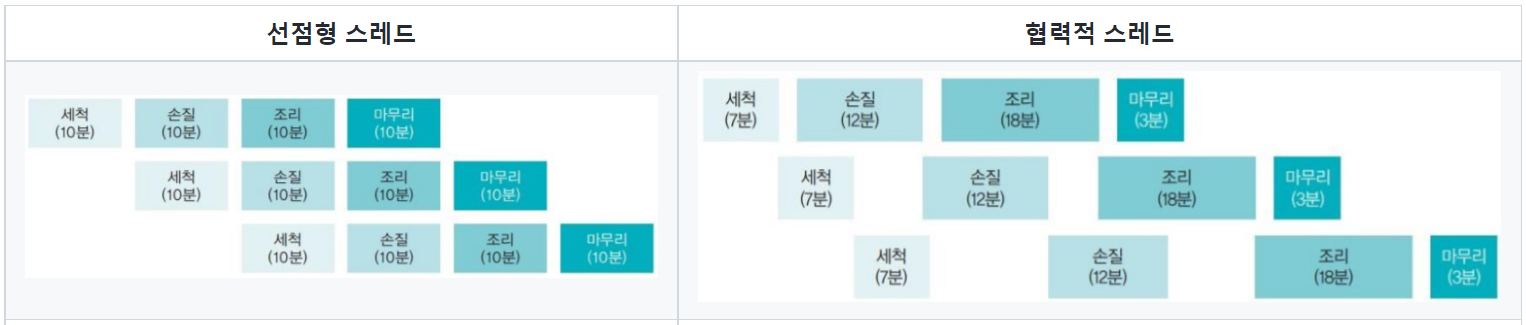 선점형 스레드
협력적 스레드
세척
(10분)
손질
(10분)
조리
(10분)
마무리
(10분)
세척
(10분)
손질
(10분)
조리
(10분)
마무리
(10분)
세척
(10분)
손질
(10분)
조리
(10분)
마무리
(10분)
세척
(7분)
손질
(12분)
조리
(18분)
마무리
(3분)
세척
(7분)
손질
(12분)
조리
(18분)
마무리
(3분)
세척
(7분)
손질
(12분)
조리
(18분)
마무리
(3분)